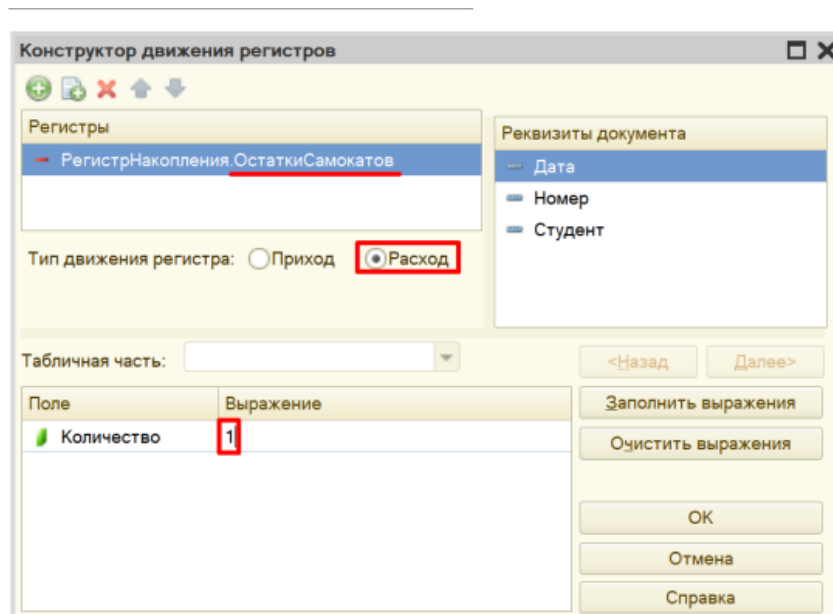 Конструктор движения регистров
Регистры
РегистрНакопления.ОстаткиСамокатов
Реквизиты документа
Дата
Номер
Студент
Тип движения регистра: Приход Расход
Табличная часть:
<Назад Далее>
Поле Выражение
Количество 1
Заполнить выражения
Очистить выражения
OK
Отмена
Справка